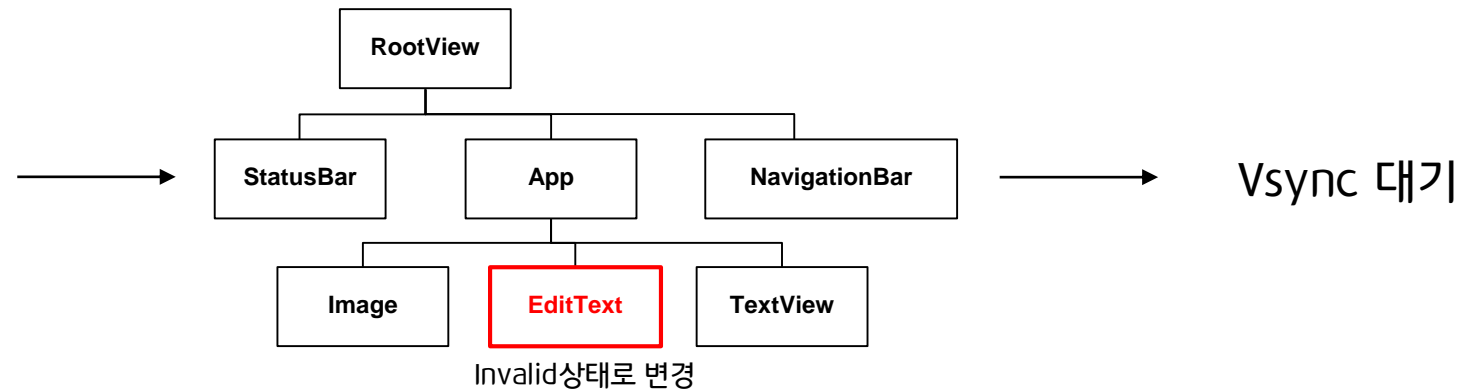 RootView
StatusBar
App
NavigationBar
Vsync 대기
Image
EditText
TextView
Invalid상태로 변경